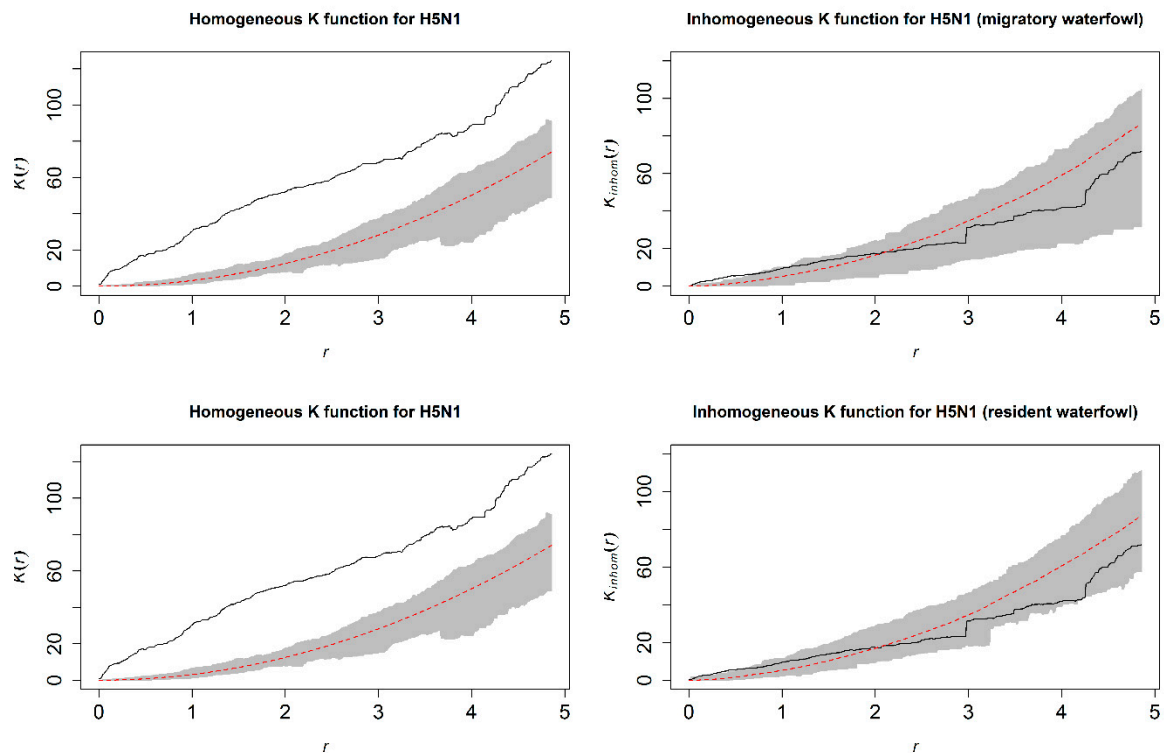 Homogeneous K function for H5N1
K(r)
0 20 60 100
0 1 2 3 4 5
r
Inhomogeneous K function for H5N1 (migratory waterfowl)
Kinhom(r)
0 20 60 100
0 1 2 3 4 5
r
Homogeneous K function for H5N1
K(r)
0 20 60 100
0 1 2 3 4 5
r
Inhomogeneous K function for H5N1 (resident waterfowl)
Kinhom(r)
0 20 60 100
0 1 2 3 4 5
r